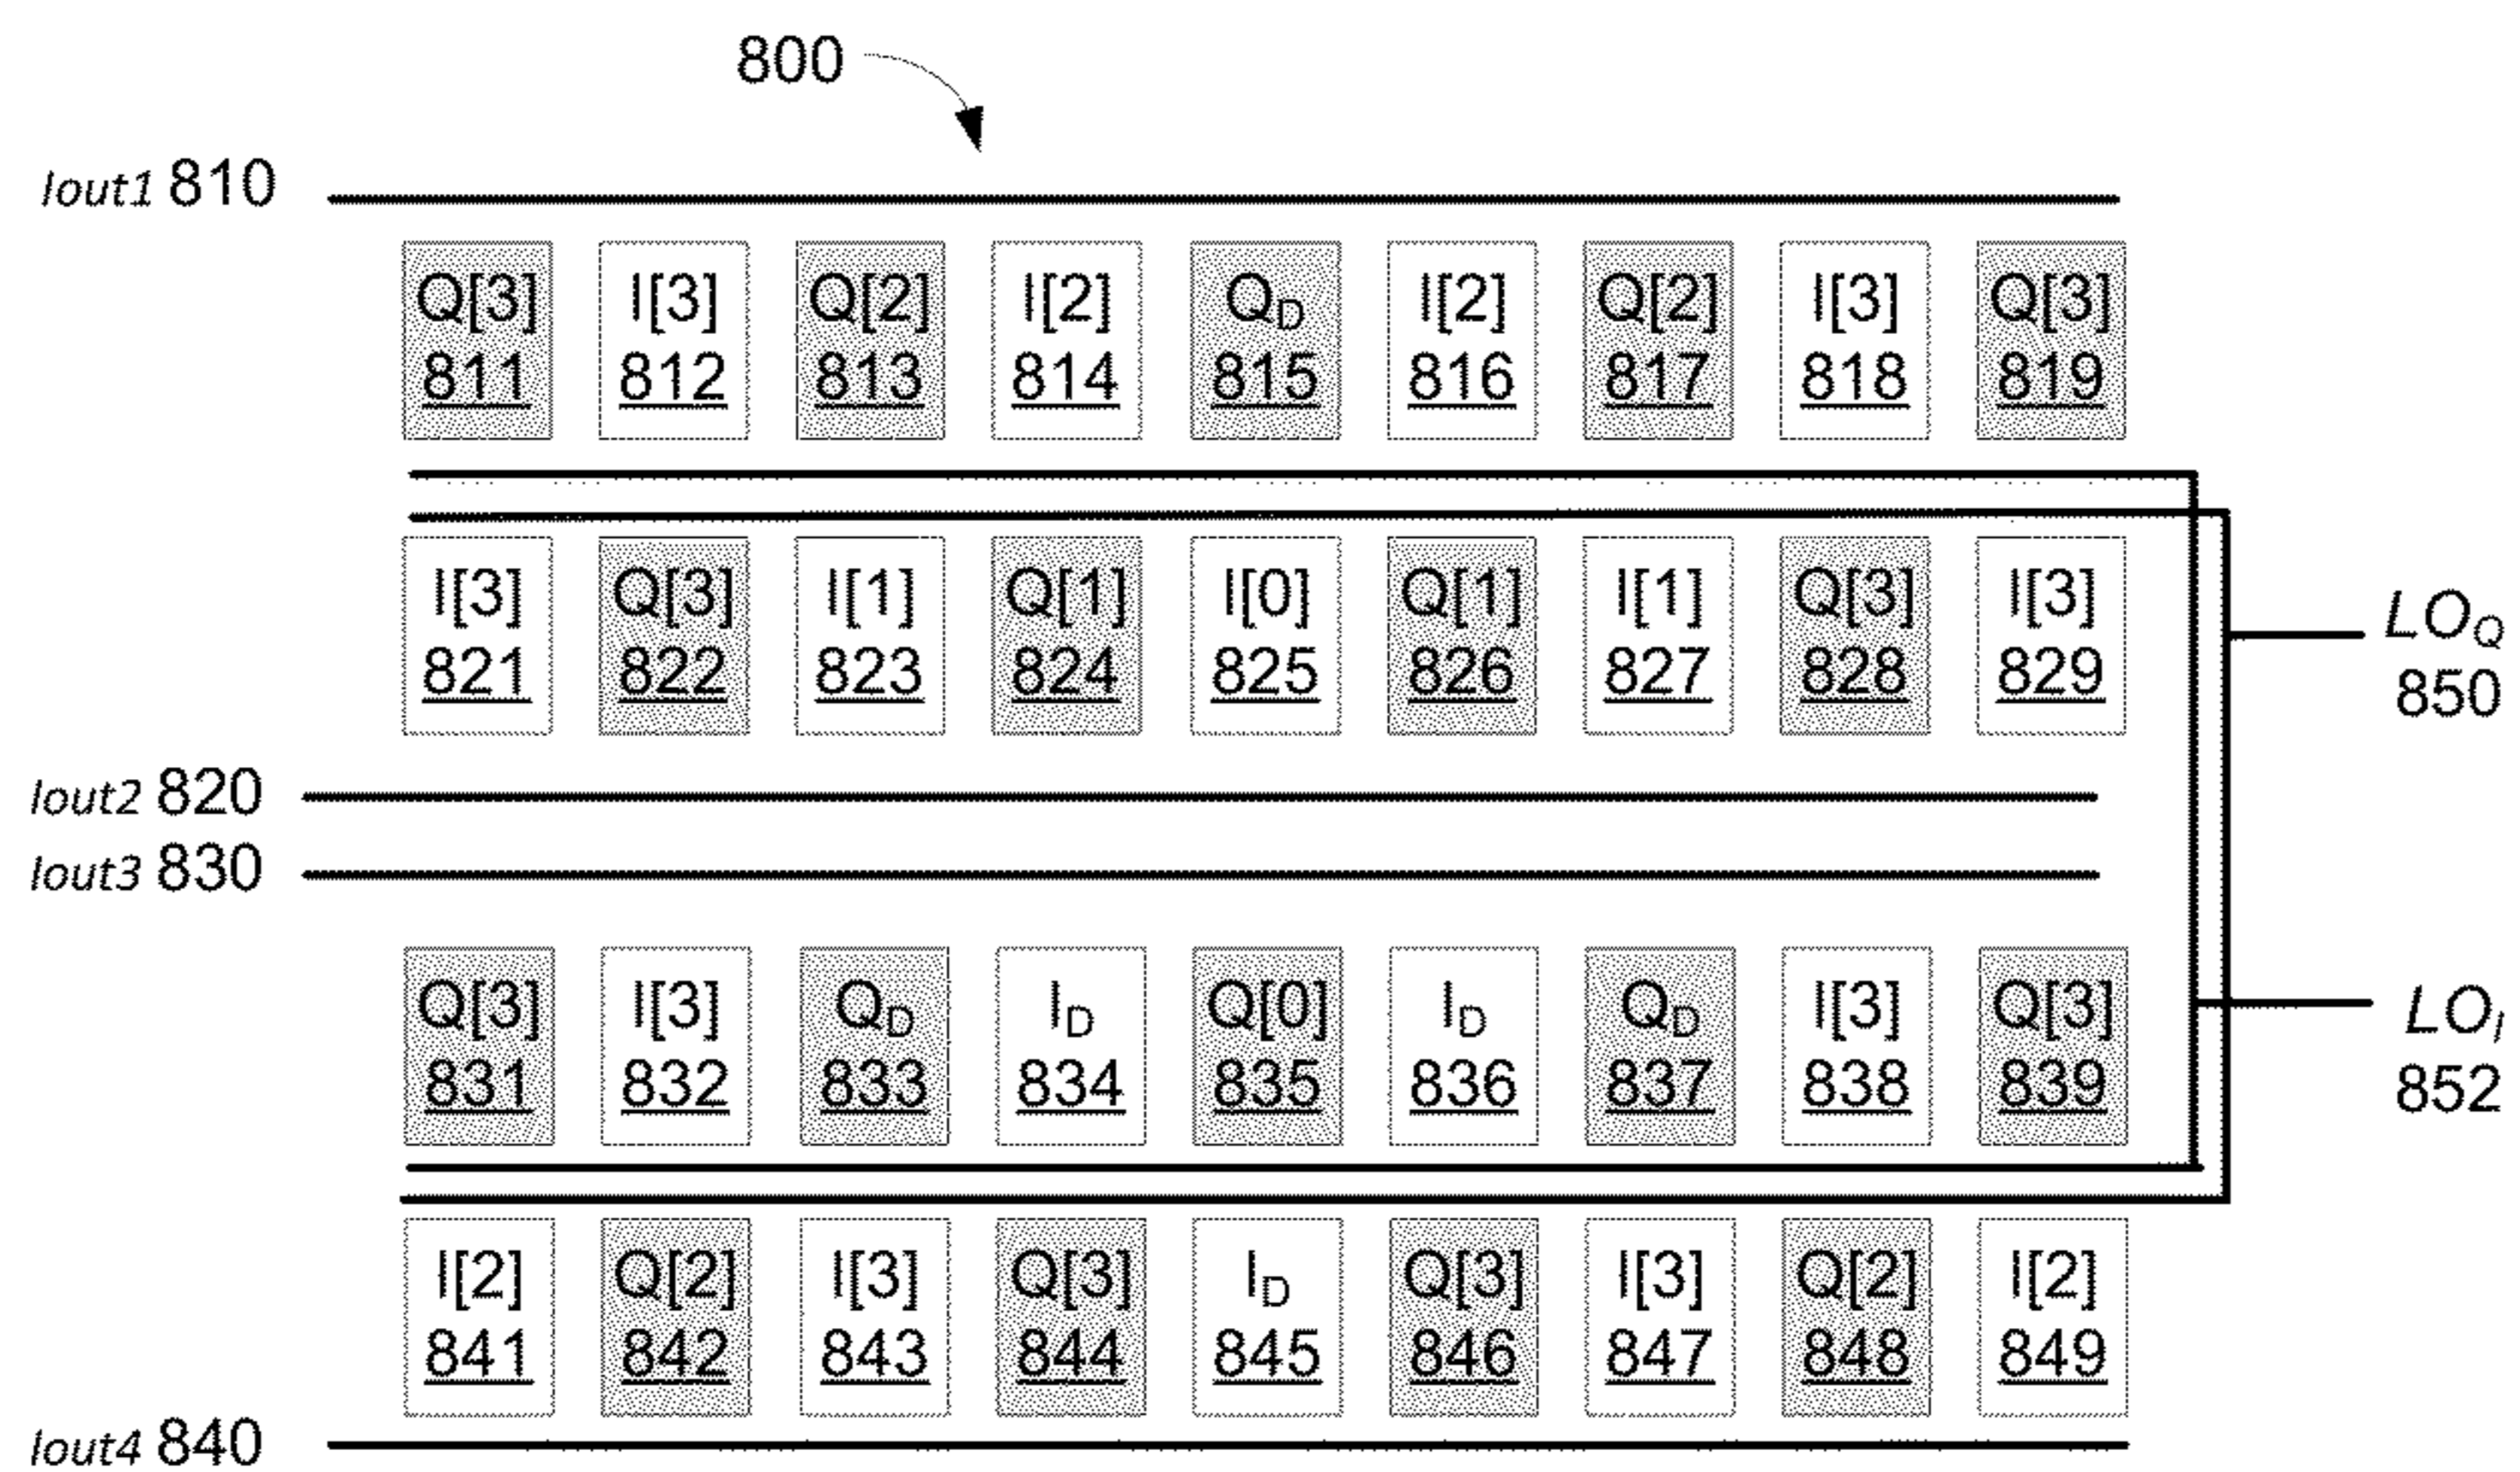 800
Iout1 810
Q[3] I[3] Q[2] I[2] QD I[2] Q[2] I[3] Q[3]
811 812 813 814 815 816 817 818 819
I[3] Q[3] I[1] Q[1] I[0] Q[1] I[1] Q[3] I[3]
821 822 823 824 825 826 827 828 829
LOQ
850
Iout2 820
Iout3 830
Q[3] I[3] QD ID Q[0] ID QD I[3] Q[3]
831 832 833 834 835 836 837 838 839
LOI
852
I[2] Q[2] I[3] Q[3] ID Q[3] I[3] Q[2] I[2]
841 842 843 844 845 846 847 848 849
Iout4 840